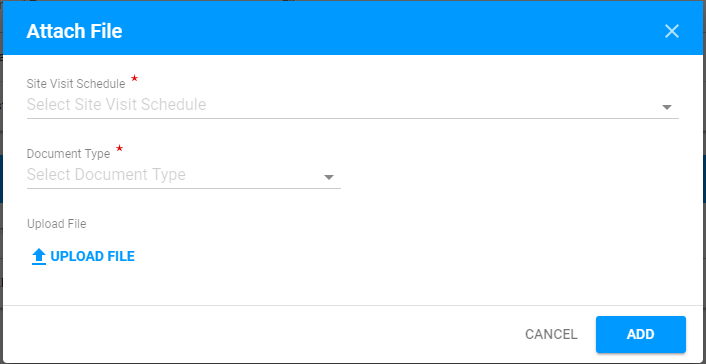 Attach File
Site Visit Schedule *
Select Site Visit Schedule
Document Type *
Select Document Type
Upload File
UPLOAD FILE
CANCEL
ADD